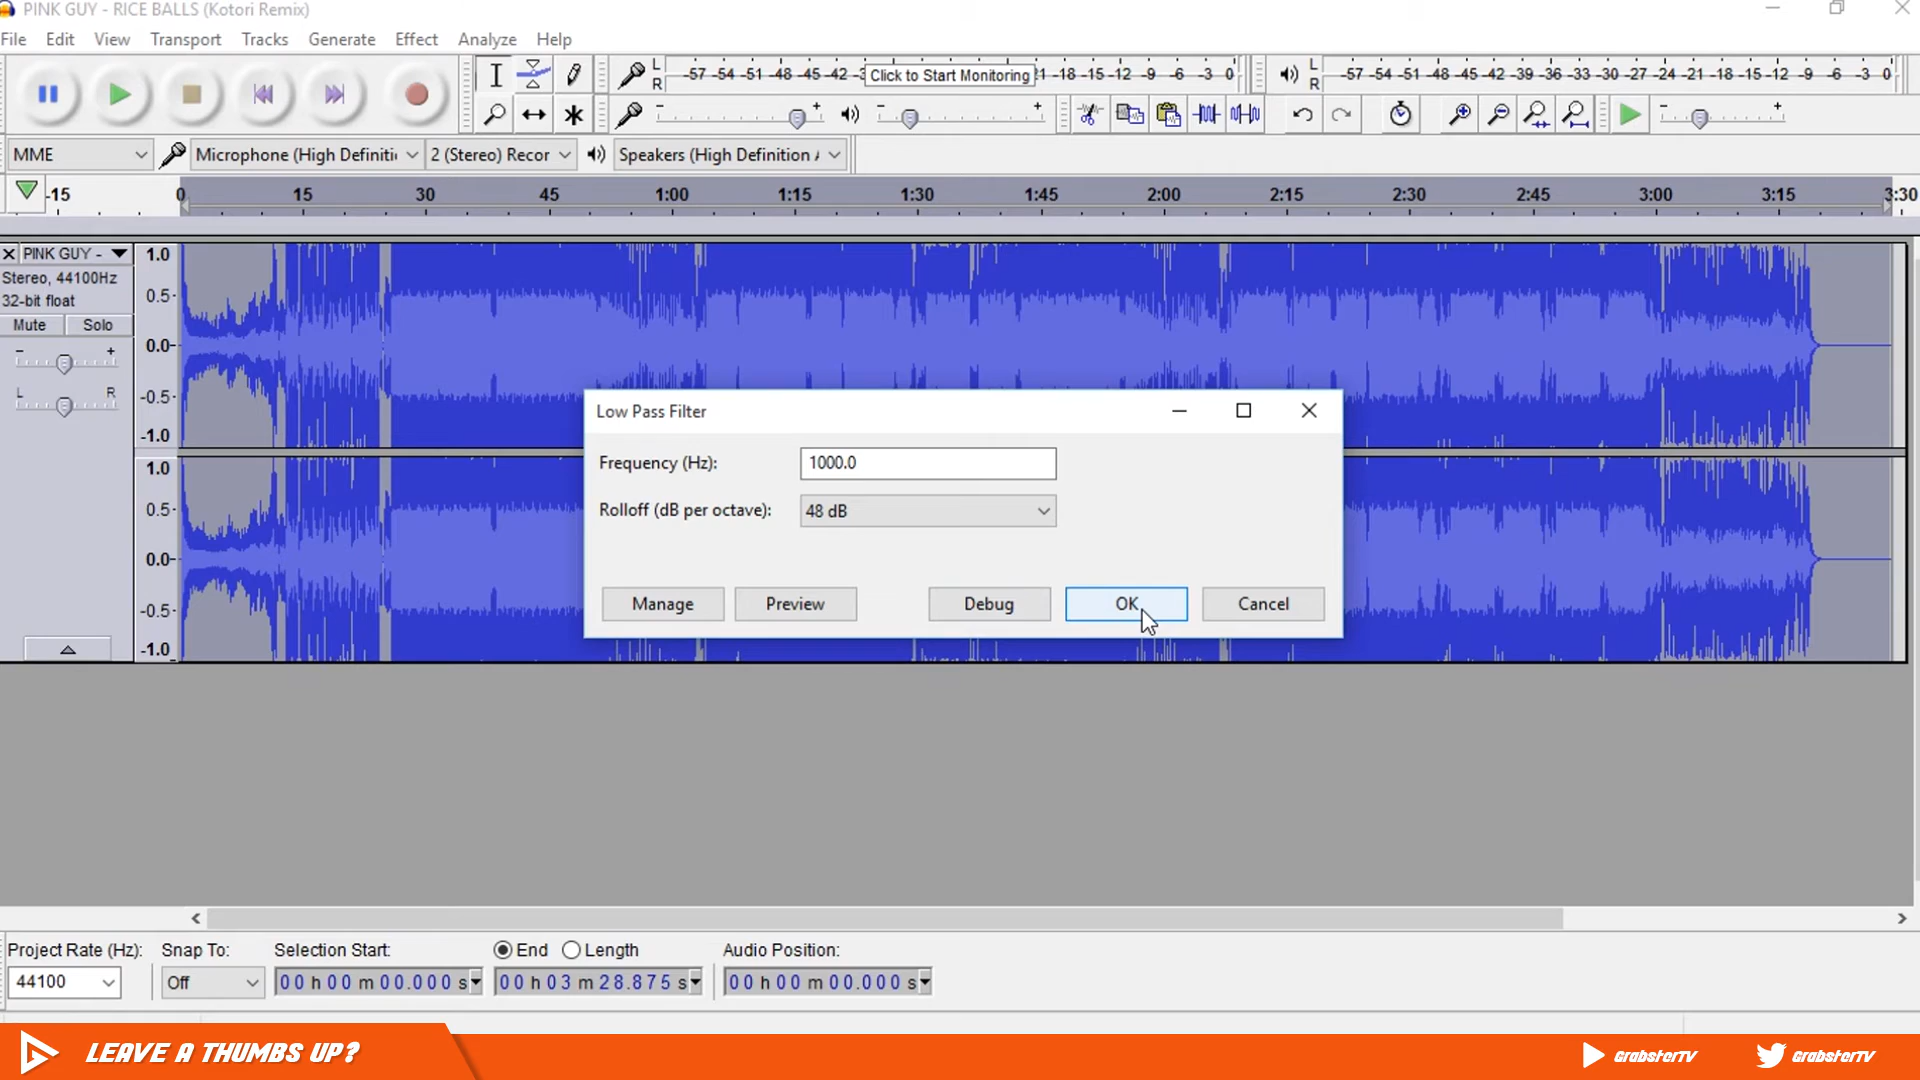 PINK GUY - RICE BALLS (Kotori Remix)
File Edit View Transport Tracks Generate Effect Analyze Help
L R -57 -54 -51 -48 -45 -42 -3 Click to Start Monitoring 21 -18 -15 -12 -9 -6 -3 0 L R -57 -54 -51 -48 -45 -42 -39 -36 -33 -30 -27 -24 -21 -18 -15 -12 -9 -6 -3 0
MME Microphone (High Definiti 2 (Stereo) Recor Speakers (High Definition
-15 0 15 30 45 1:00 1:15 1:30 1:45 2:00 2:15 2:30 2:45 3:00 3:15 3:30
PINK GUY -
Stereo, 44100Hz
32-bit float
Mute Solo
- +
L R
1.0
0.5-
0.0-
-0.5-
-1.0
1.0
0.5-
0.0-
-0.5-
-1.0
Low Pass Filter
Frequency (Hz): 1000.0
Rolloff (dB per octave): 48 dB
Manage Preview Debug OK Cancel
Project Rate (Hz): Snap To: Selection Start: End Length Audio Position:
44100 Off 00 h 00 m 00.000 s 00 h 03 m 28.875 s 00 h 00 m 00.000 s
LEAVE A THUMBS UP? GrabsterTV GrabsterTV